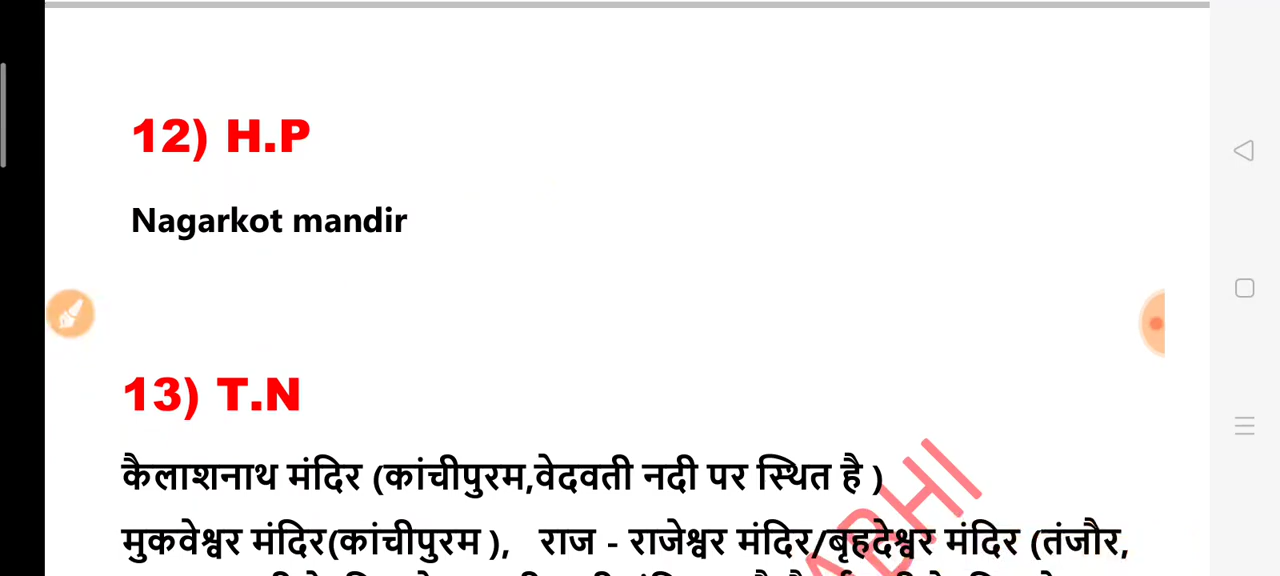 12) H.P
Nagarkot mandir
13) T.N
कैलाशनाथ मंदिर (कांचीपुरम,वेदवती नदी पर स्थित है )
मुकवेश्वर मंदिर(कांचीपुरम ), राज - राजेश्वर मंदिर/बृहदेश्वर मंदिर (तंजौर,